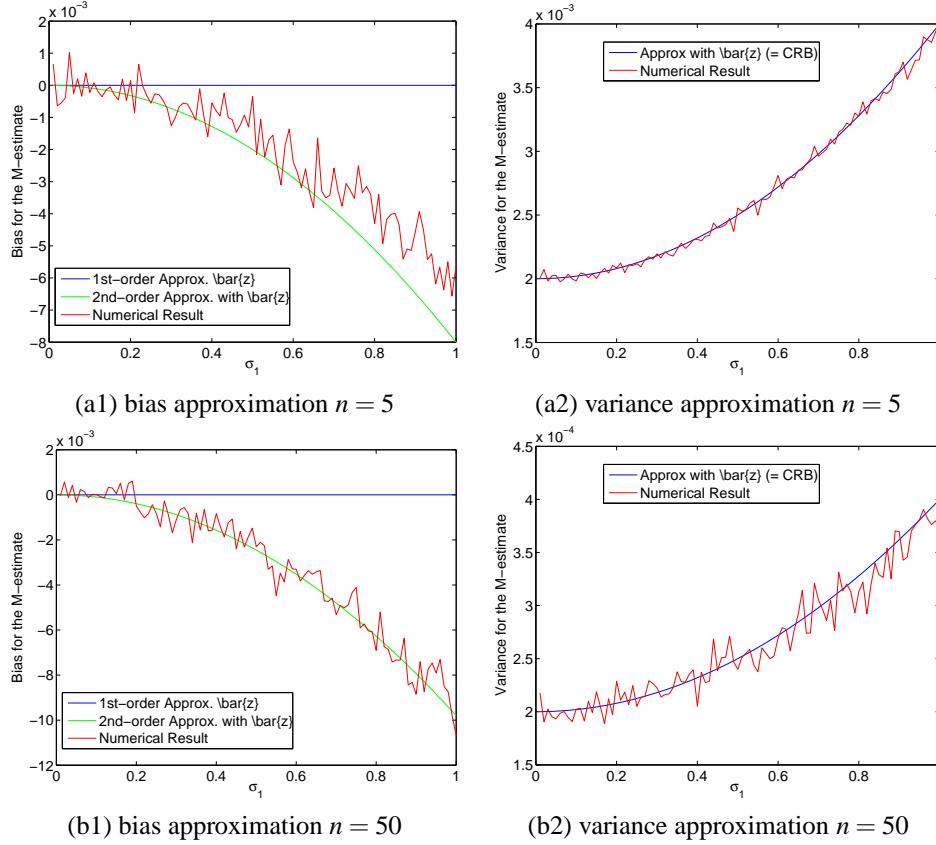 x 10⁻³
2
1
0
−1
−2
−3
−4
−5
−6
−7
−8
Bias for the M−estimate
1st−order Approx. \bar{z}
2nd−order Approx. with \bar{z}
Numerical Result
0 0.2 0.4 0.6 0.8 1
σ₁
(a1) bias approximation n = 5
x 10⁻³
4
3.5
3
2.5
2
1.5
Variance for the M−estimate
Approx with \bar{z} (= CRB)
Numerical Result
0 0.2 0.4 0.6 0.8
σ₁
(a2) variance approximation n = 5
x 10⁻³
2
0
−2
−4
−6
−8
−10
−12
Bias for the M−estimate
1st−order Approx. \bar{z}
2nd−order Approx. with \bar{z}
Numerical Result
0 0.2 0.4 0.6 0.8 1
σ₁
(b1) bias approximation n = 50
x 10⁻⁴
4.5
4
3.5
3
2.5
2
1.5
Variance for the M−estimate
Approx with \bar{z} (= CRB)
Numerical Result
0 0.2 0.4 0.6 0.8
σ₁
(b2) variance approximation n = 50